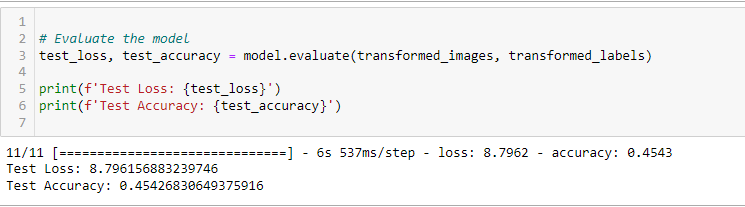 1
2 # Evaluate the model
3 test_loss, test_accuracy = model.evaluate(transformed_images, transformed_labels)
4
5 print(f'Test Loss: {test_loss}')
6 print(f'Test Accuracy: {test_accuracy}')
7
11/11 [==============================] - 6s 537ms/step - loss: 8.7962 - accuracy: 0.4543
Test Loss: 8.796156883239746
Test Accuracy: 0.45426830649375916